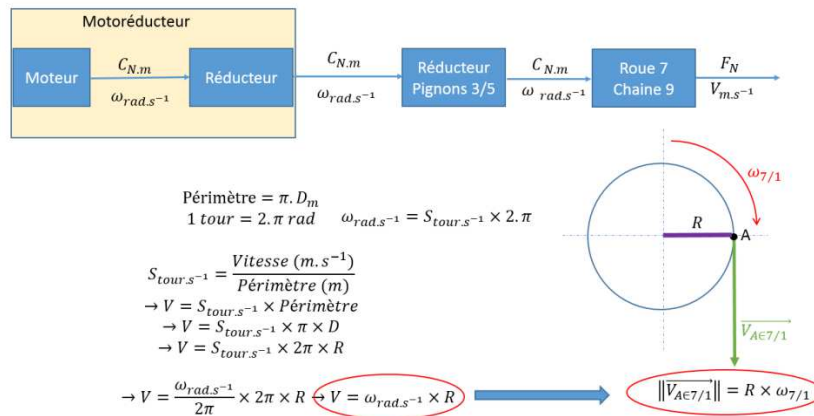 Motoréducteur
Moteur
C_{N.m}
ω_{rad.s^{-1}}
Réducteur
C_{N.m}
ω_{rad.s^{-1}}
Réducteur
Pignons 3/5
C_{N.m}
ω_{rad.s^{-1}}
Roue 7
Chaine 9
F_N
V_{m.s^{-1}}
Périmètre = π.D_m
1 tour = 2.π rad
ω_{rad.s^{-1}} = S_{tour.s^{-1}} × 2.π
S_{tour.s^{-1}} = Vitesse (m.s^{-1}) / Périmètre (m)
→ V = S_{tour.s^{-1}} × Périmètre
→ V = S_{tour.s^{-1}} × π × D
→ V = S_{tour.s^{-1}} × 2π × R
→ V = ω_{rad.s^{-1}} / 2π × 2π × R → V = ω_{rad.s^{-1}} × R
ω_{7/1}
R
A
\overrightarrow{V_{A∈7/1}}
‖\overrightarrow{V_{A∈7/1}}‖ = R × ω_{7/1}